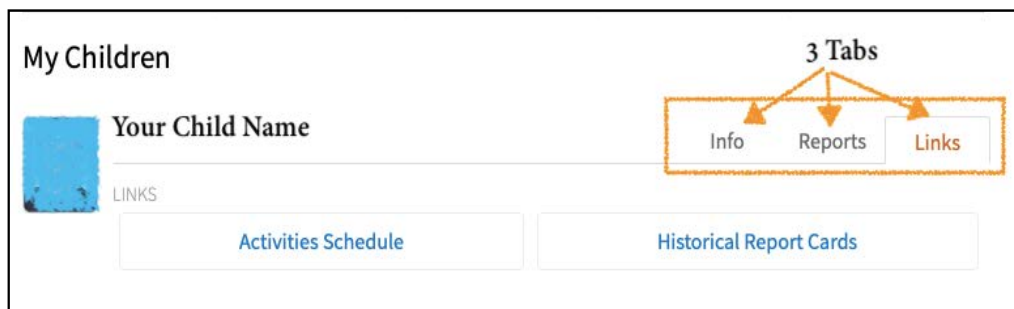 My Children
3 Tabs
Your Child Name
Info Reports Links
LINKS
Activities Schedule Historical Report Cards